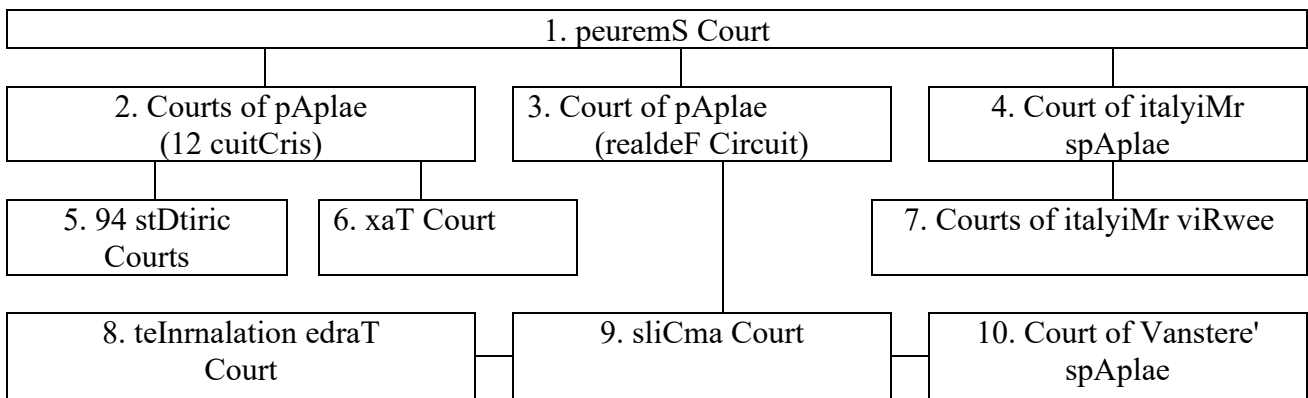 1. peuremS Court
2. Courts of pAplae
(12 cuitCris)
3. Court of pAplae
(realdeF Circuit)
4. Court of italyiMr
spAplae
5. 94 stDtiric
Courts
6. xaT Court
7. Courts of italyiMr viRwee
8. teInrnalation edraT
Court
9. sliCma Court
10. Court of Vanstere'
spAplae